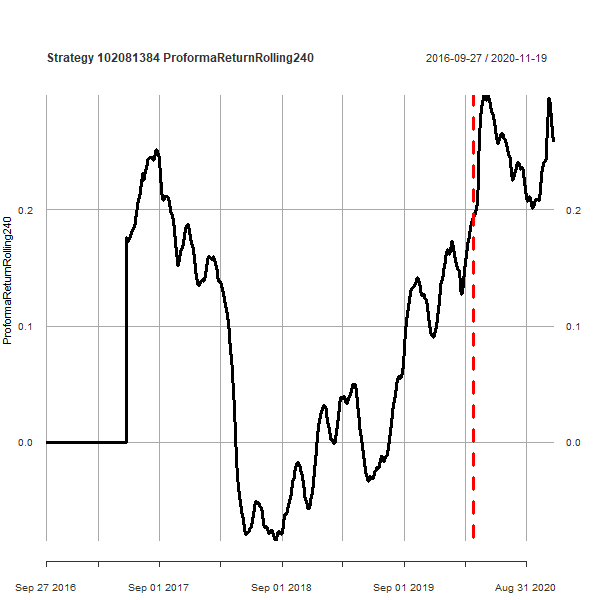 Strategy 102081384 ProformaReturnRolling240
2016-09-27 / 2020-11-19
ProformaReturnRolling240
0.2
0.2
0.1
0.1
0.0
0.0
Sep 27 2016
Sep 01 2017
Sep 01 2018
Sep 01 2019
Aug 31 2020